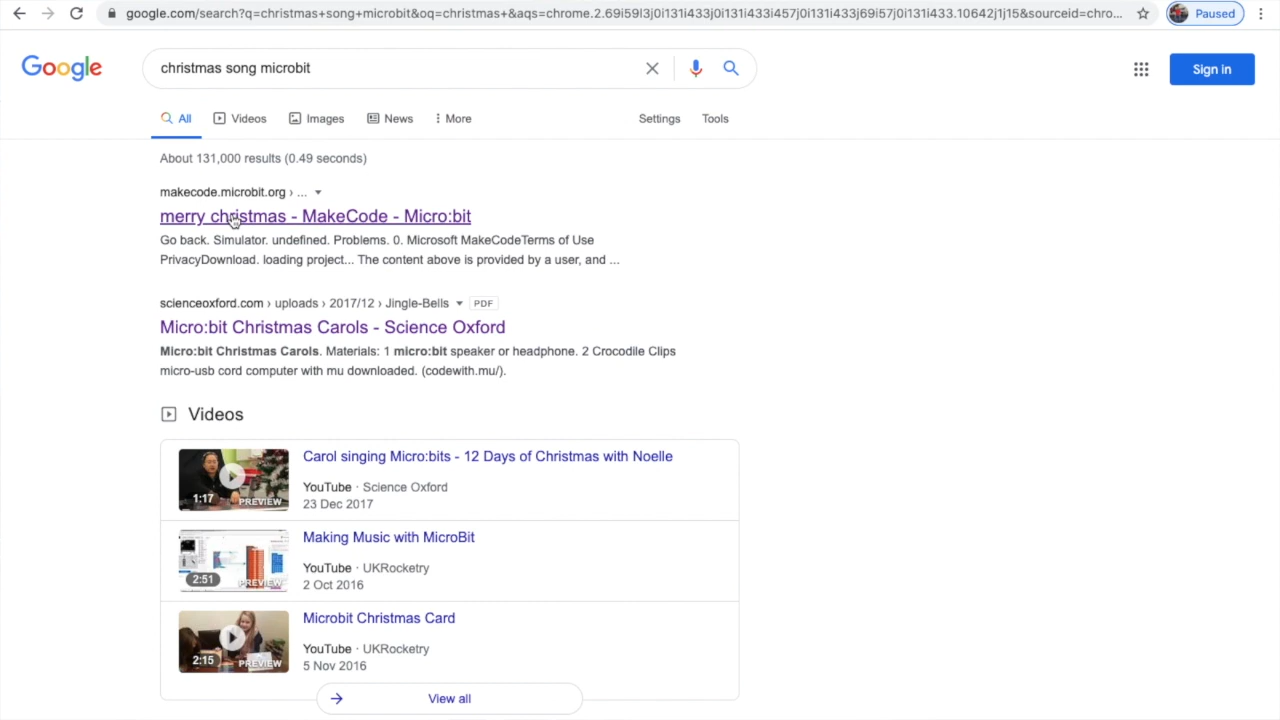 google.com/search?q=christmas+song+microbit&oq=christmas+&aqs=chrome.2.69i59l3j0i131i433j0i131i433i457j0i131i433j69i57j0i131i433.10642j1j15&sourceid=chro...
Paused
Google
christmas song microbit
Sign in
All Videos Images News More Settings Tools
About 131,000 results (0.49 seconds)
makecode.microbit.org › ...
merry christmas - MakeCode - Micro:bit
Go back. Simulator. undefined. Problems. 0. Microsoft MakeCodeTerms of Use
PrivacyDownload. loading project... The content above is provided by a user, and ...
scienceoxford.com › uploads › 2017/12 › Jingle-Bells PDF
Micro:bit Christmas Carols - Science Oxford
Micro:bit Christmas Carols. Materials: 1 micro:bit speaker or headphone. 2 Crocodile Clips
micro-usb cord computer with mu downloaded. (codewith.mu/).
Videos
Carol singing Micro:bits - 12 Days of Christmas with Noelle
YouTube · Science Oxford
23 Dec 2017
1:17 PREVIEW
Making Music with MicroBit
YouTube · UKRocketry
2 Oct 2016
2:51 PREVIEW
Microbit Christmas Card
YouTube · UKRocketry
5 Nov 2016
2:15 PREVIEW
View all